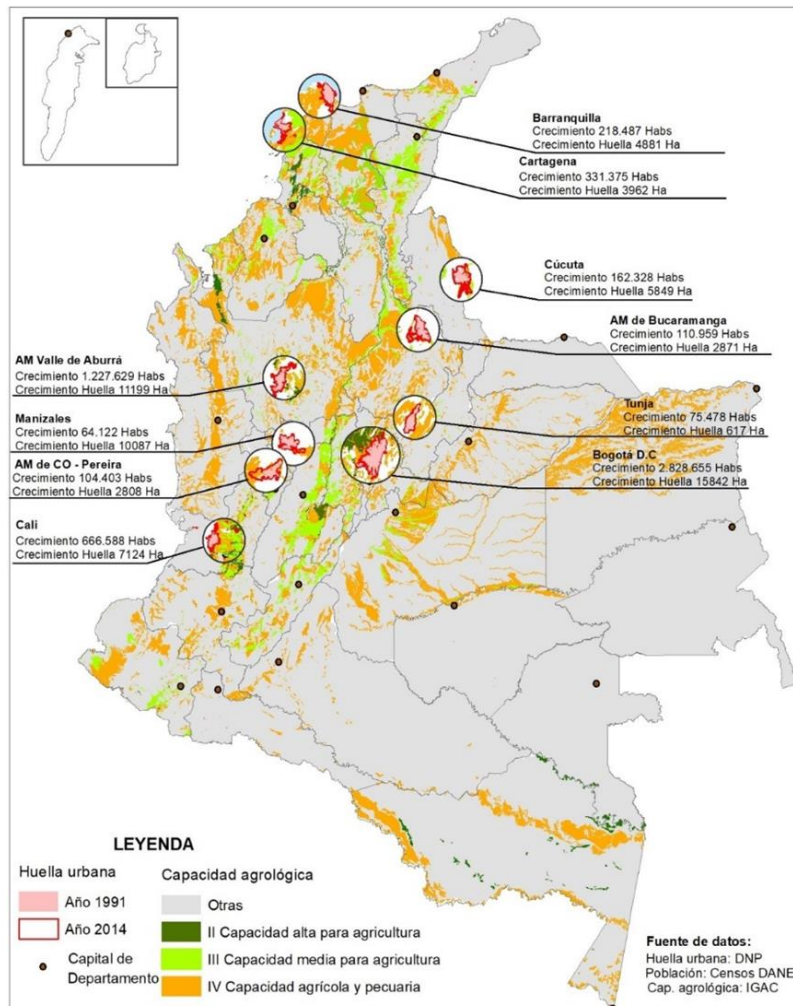 Barranquilla
Crecimiento 218.487 Habs
Crecimiento Huella 4881 Ha
Cartagena
Crecimiento 331.375 Habs
Crecimiento Huella 3962 Ha
Cúcuta
Crecimiento 162.328 Habs
Crecimiento Huella 5849 Ha
AM de Bucaramanga
Crecimiento 110.959 Habs
Crecimiento Huella 2871 Ha
AM Valle de Aburrá
Crecimiento 1.227.629 Habs
Crecimiento Huella 11199 Ha
Manizales
Crecimiento 64.122 Habs
Crecimiento Huella 10087 Ha
Tunja
Crecimiento 75.478 Habs
Crecimiento Huella 617 Ha
AM de CO - Pereira
Crecimiento 104.403 Habs
Crecimiento Huella 2808 Ha
Bogotá D.C
Crecimiento 2.828.655 Habs
Crecimiento Huella 15842 Ha
Cali
Crecimiento 666.588 Habs
Crecimiento Huella 7124 Ha
LEYENDA
Huella urbana
Año 1991
Año 2014
Capital de
Departamento
Capacidad agrológica
Otras
II Capacidad alta para agricultura
III Capacidad media para agricultura
IV Capacidad agrícola y pecuaria
Fuente de datos:
Huella urbana: DNP
Población: Censos DANE
Cap. agrológica: IGAC